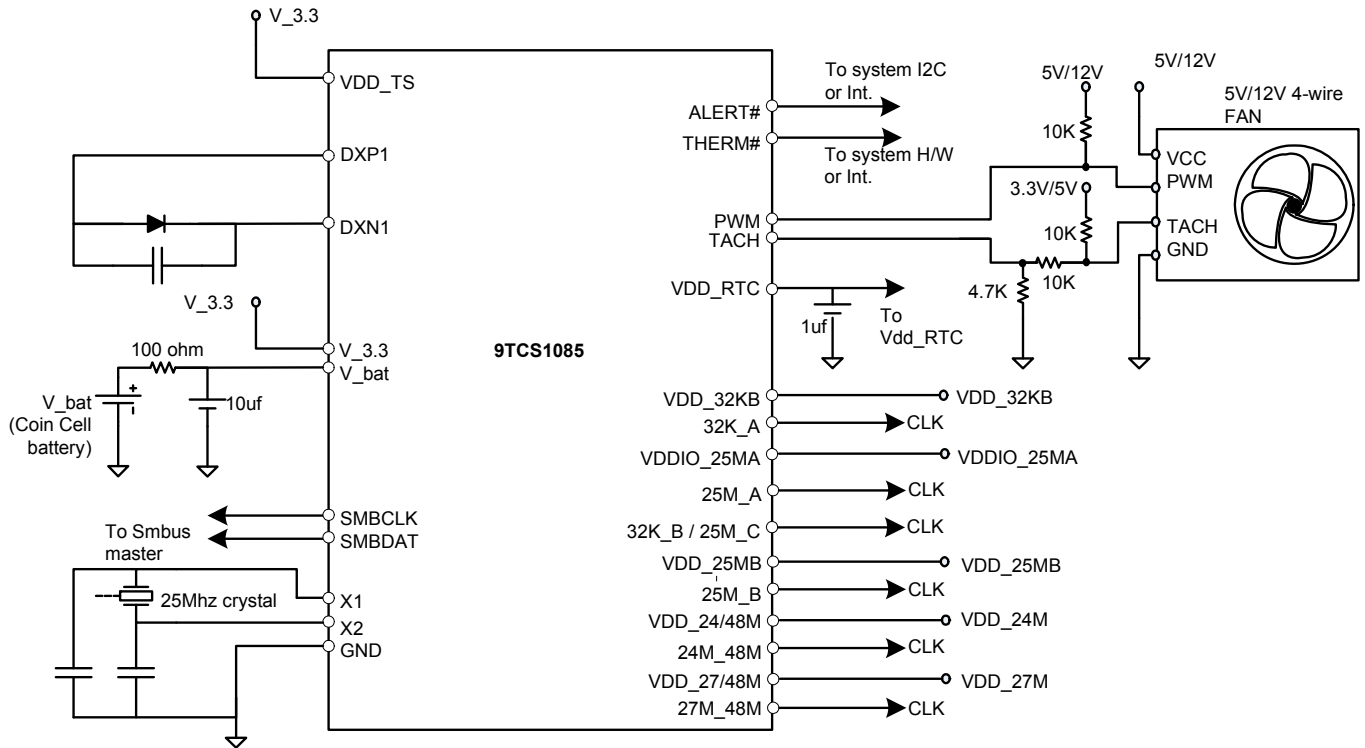 V_3.3
VDD_TS
DXP1
DXN1
V_3.3
V_3.3
100 ohm
V_bat
V_bat
(Coin Cell
battery)
+
-
10uf
SMBCLK
SMBDAT
To Smbus
master
25Mhz crystal
X1
X2
GND
9TCS1085
ALERT#
To system I2C
or Int.
THERM#
To system H/W
or Int.
PWM
TACH
VDD_RTC
1uf
To
Vdd_RTC
5V/12V
10K
3.3V/5V
10K
10K
4.7K
5V/12V
5V/12V 4-wire
FAN
VCC
PWM
TACH
GND
VDD_32KB
VDD_32KB
32K_A
CLK
VDDIO_25MA
VDDIO_25MA
25M_A
CLK
32K_B / 25M_C
CLK
VDD_25MB
VDD_25MB
25M_B
CLK
VDD_24/48M
VDD_24M
24M_48M
CLK
VDD_27/48M
VDD_27M
27M_48M
CLK